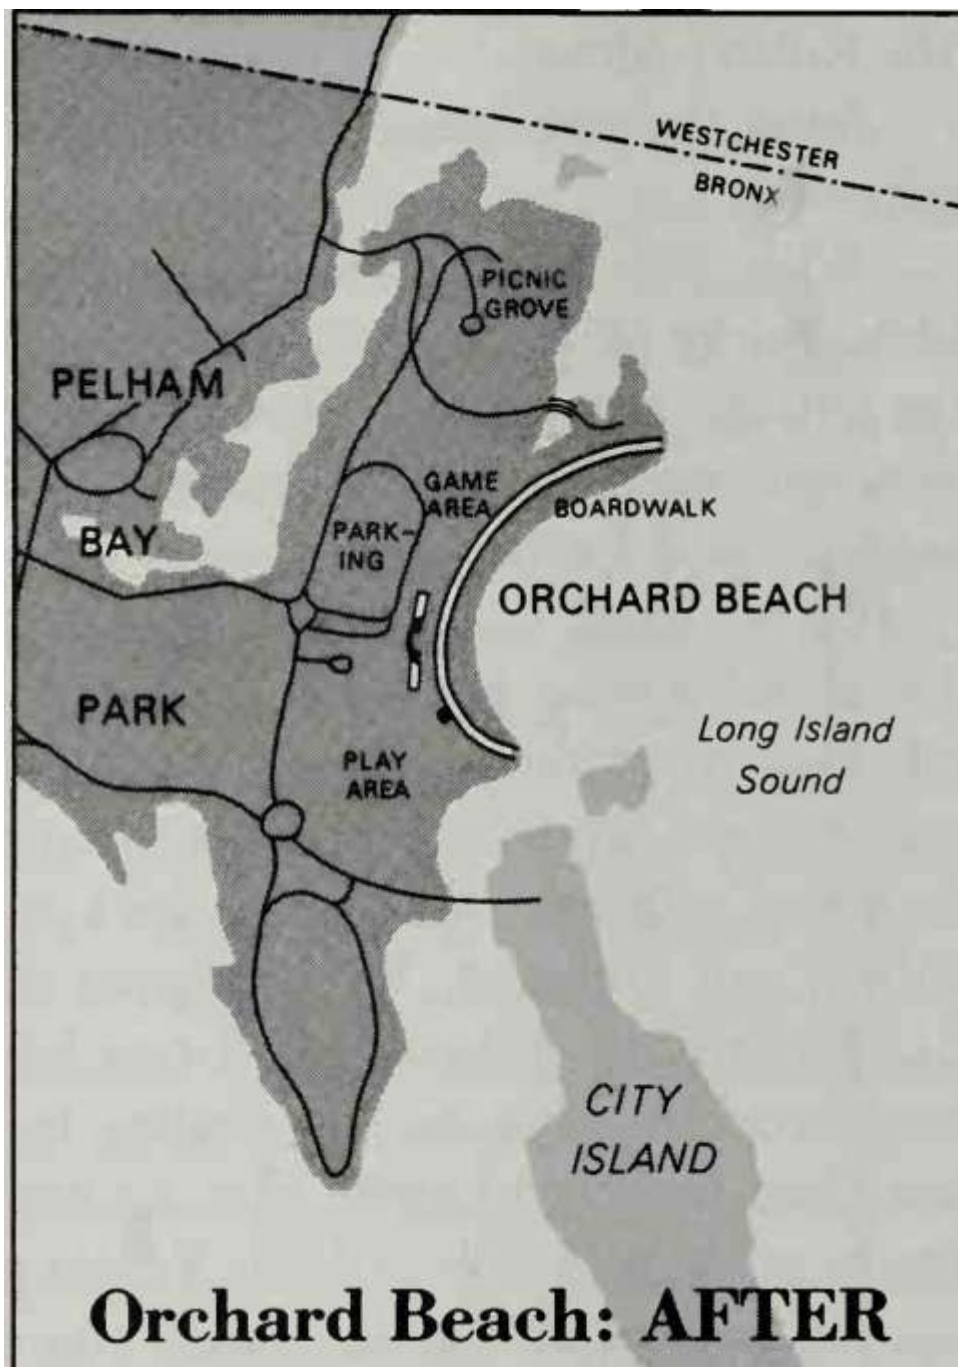 WESTCHESTER
BRONX
PICNIC
GROVE
PELHAM
GAME
AREA
BOARDWALK
PARK-
ING
BAY
ORCHARD BEACH
PARK
Long Island
Sound
PLAY
AREA
CITY
ISLAND
Orchard Beach: AFTER